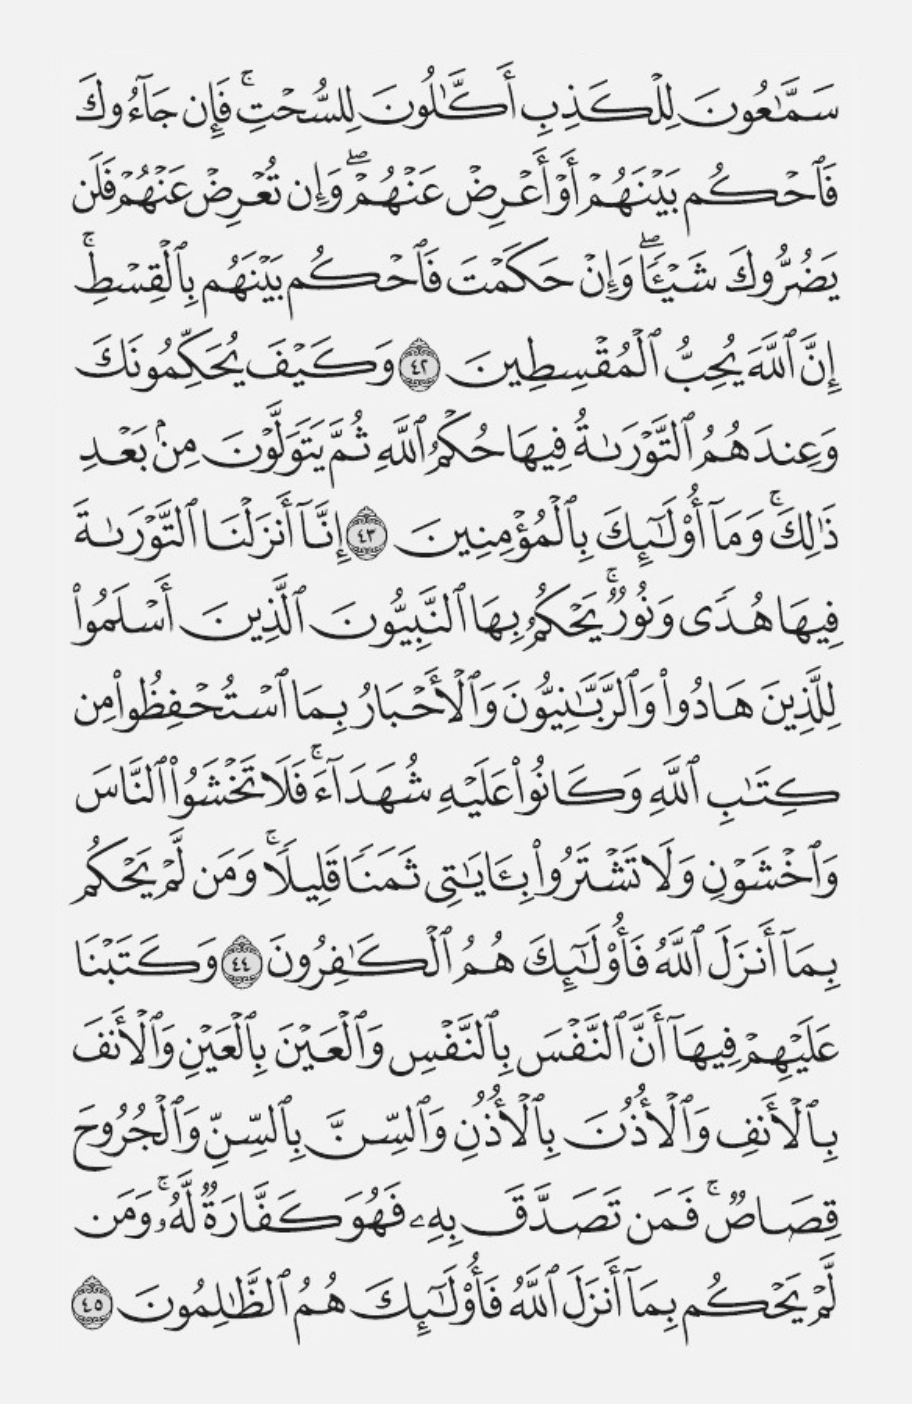 سَمَّٰعُونَ لِلْكَذِبِ أَكَّٰلُونَ لِلسُّحْتِۚ فَإِن جَآءُوكَ
فَٱحْكُم بَيْنَهُمْ أَوْ أَعْرِضْ عَنْهُمْۖ وَإِن تُعْرِضْ عَنْهُمْ فَلَن
يَضُرُّوكَ شَيْـًٔاۖ وَإِنْ حَكَمْتَ فَٱحْكُم بَيْنَهُم بِٱلْقِسْطِۚ
إِنَّ ٱللَّهَ يُحِبُّ ٱلْمُقْسِطِينَ ٤٢ وَكَيْفَ يُحَكِّمُونَكَ
وَعِندَهُمُ ٱلتَّوْرَىٰةُ فِيهَا حُكْمُ ٱللَّهِ ثُمَّ يَتَوَلَّوْنَ مِنۢ بَعْدِ
ذَٰلِكَۚ وَمَآ أُو۟لَٰٓئِكَ بِٱلْمُؤْمِنِينَ ٤٣ إِنَّآ أَنزَلْنَا ٱلتَّوْرَىٰةَ
فِيهَا هُدًى وَنُورٌۚ يَحْكُمُ بِهَا ٱلنَّبِيُّونَ ٱلَّذِينَ أَسْلَمُوا۟
لِلَّذِينَ هَادُوا۟ وَٱلرَّبَّٰنِيُّونَ وَٱلْأَحْبَارُ بِمَا ٱسْتُحْفِظُوا۟ مِن
كِتَٰبِ ٱللَّهِ وَكَانُوا۟ عَلَيْهِ شُهَدَآءَۚ فَلَا تَخْشَوُا۟ ٱلنَّاسَ
وَٱخْشَوْنِ وَلَا تَشْتَرُوا۟ بِـَٔايَٰتِى ثَمَنًا قَلِيلًاۚ وَمَن لَّمْ يَحْكُم
بِمَآ أَنزَلَ ٱللَّهُ فَأُو۟لَٰٓئِكَ هُمُ ٱلْكَٰفِرُونَ ٤٤ وَكَتَبْنَا
عَلَيْهِمْ فِيهَآ أَنَّ ٱلنَّفْسَ بِٱلنَّفْسِ وَٱلْعَيْنَ بِٱلْعَيْنِ وَٱلْأَنفَ
بِٱلْأَنفِ وَٱلْأُذُنَ بِٱلْأُذُنِ وَٱلسِّنَّ بِٱلسِّنِّ وَٱلْجُرُوحَ
قِصَاصٌۚ فَمَن تَصَدَّقَ بِهِۦ فَهُوَ كَفَّارَةٌ لَّهُۥۚ وَمَن
لَّمْ يَحْكُم بِمَآ أَنزَلَ ٱللَّهُ فَأُو۟لَٰٓئِكَ هُمُ ٱلظَّٰلِمُونَ ٤٥